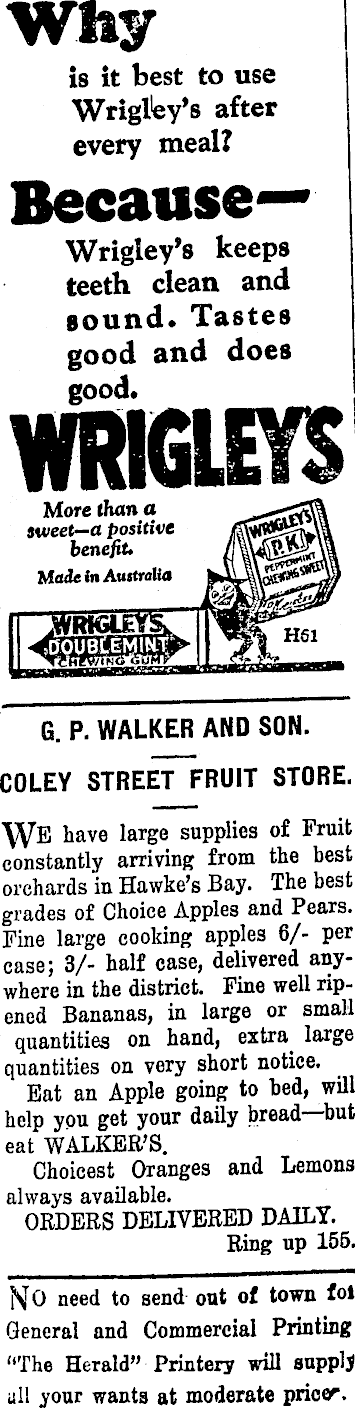 Why
is it best to use
Wrigley's after
every meal?
Because—
Wrigley's keeps
teeth clean and
sound. Tastes
good and does
good.
WRIGLEY'S
More than a
sweet—a positive
benefit.
Made in Australia
WRIGLEY'S
P.K
PEPPERMINT
CHEWING SWEET
WRIGLEY'S
DOUBLEMINT
CHEWING GUM
H61
G. P. WALKER AND SON.
COLEY STREET FRUIT STORE.
WE have large supplies of Fruit
constantly arriving from the best
orchards in Hawke's Bay. The best
grades of Choice Apples and Pears.
Fine large cooking apples 6/- per
case; 3/- half case, delivered any-
where in the district. Fine well rip-
ened Bananas, in large or small
quantities on hand, extra large
quantities on very short notice.
Eat an Apple going to bed, will
help you get your daily bread—but
eat WALKER'S.
Choicest Oranges and Lemons
always available.
ORDERS DELIVERED DAILY.
Ring up 155.
NO need to send out of town for
General and Commercial Printing
"The Herald" Printery will supply
all your wants at moderate prices.